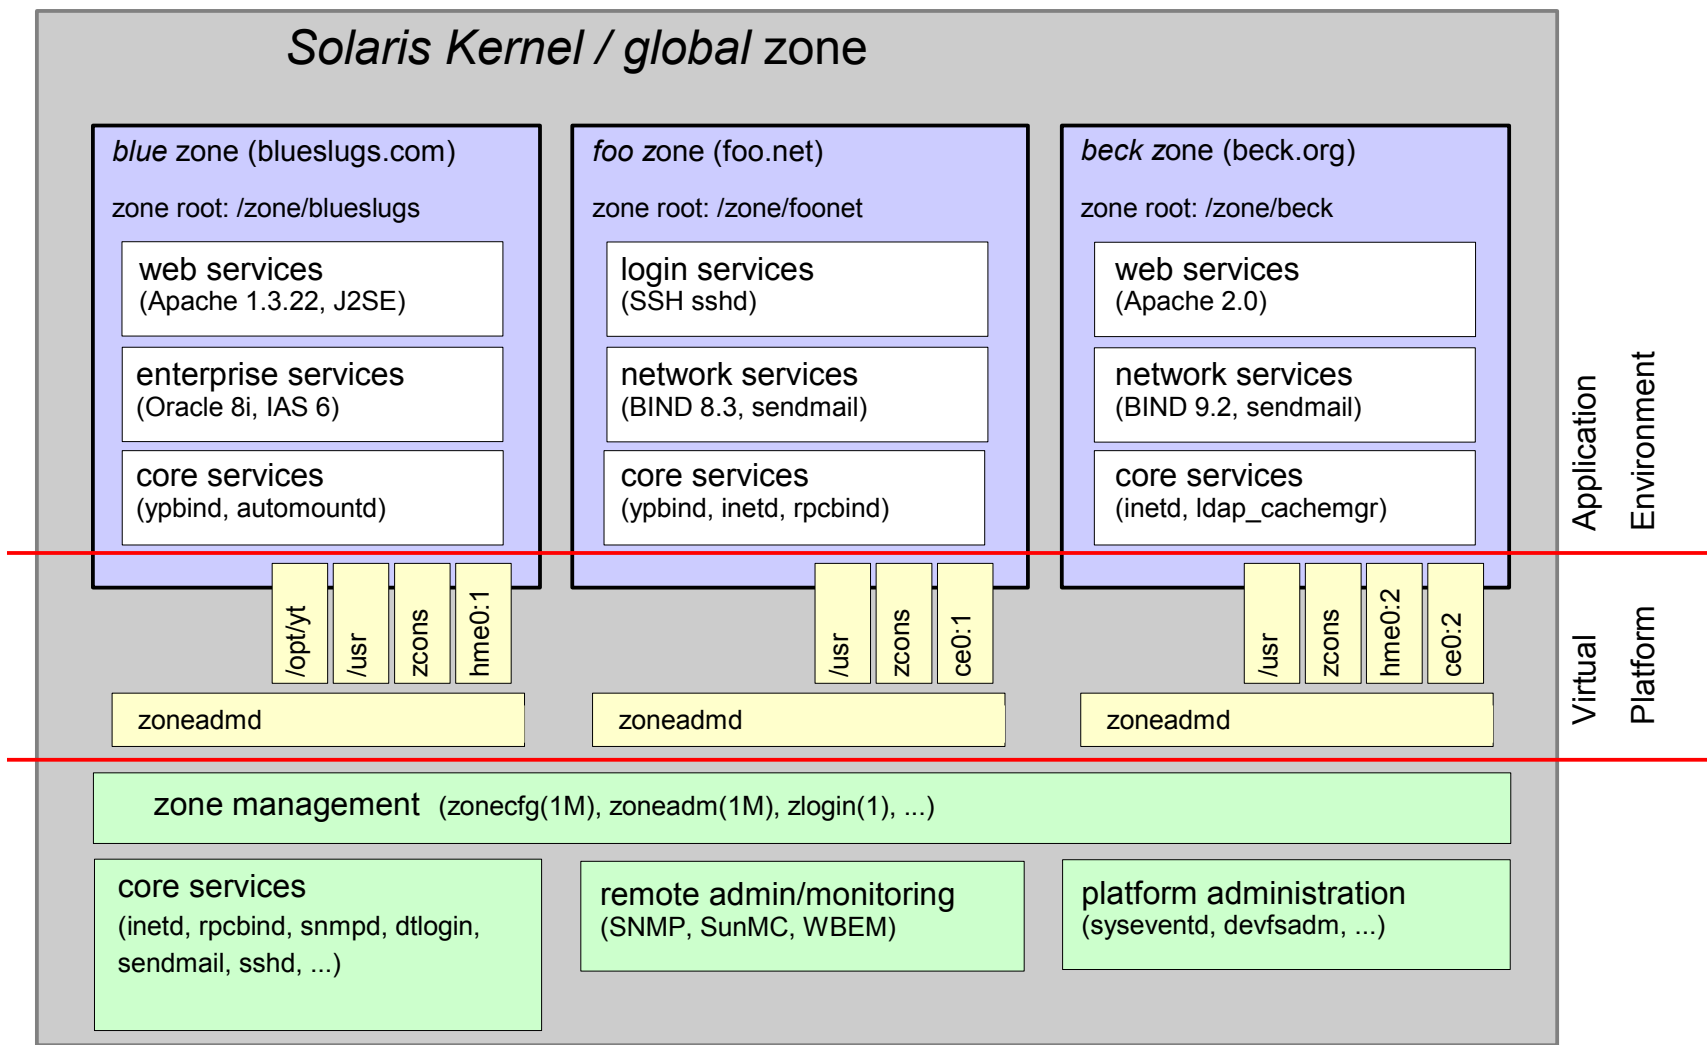 Solaris Kernel / global zone
blue zone (blueslugs.com)
zone root: /zone/blueslugs
web services
(Apache 1.3.22, J2SE)
enterprise services
(Oracle 8i, IAS 6)
core services
(ypbind, automountd)
foo zone (foo.net)
zone root: /zone/foonet
login services
(SSH sshd)
network services
(BIND 8.3, sendmail)
core services
(ypbind, inetd, rpcbind)
beck zone (beck.org)
zone root: /zone/beck
web services
(Apache 2.0)
network services
(BIND 9.2, sendmail)
core services
(inetd, ldap_cachemgr)
Application
Environment
/opt/yt
/usr
zcons
hme0:1
zoneadmd
/usr
zcons
ce0:1
zoneadmd
/usr
zcons
hme0:2
ce0:2
zoneadmd
Virtual
Platform
zone management (zonecfg(1M), zoneadm(1M), zlogin(1), ...)
core services
(inetd, rpcbind, snmpd, dtlogin,
sendmail, sshd, ...)
remote admin/monitoring
(SNMP, SunMC, WBEM)
platform administration
(syseventd, devfsadm, ...)